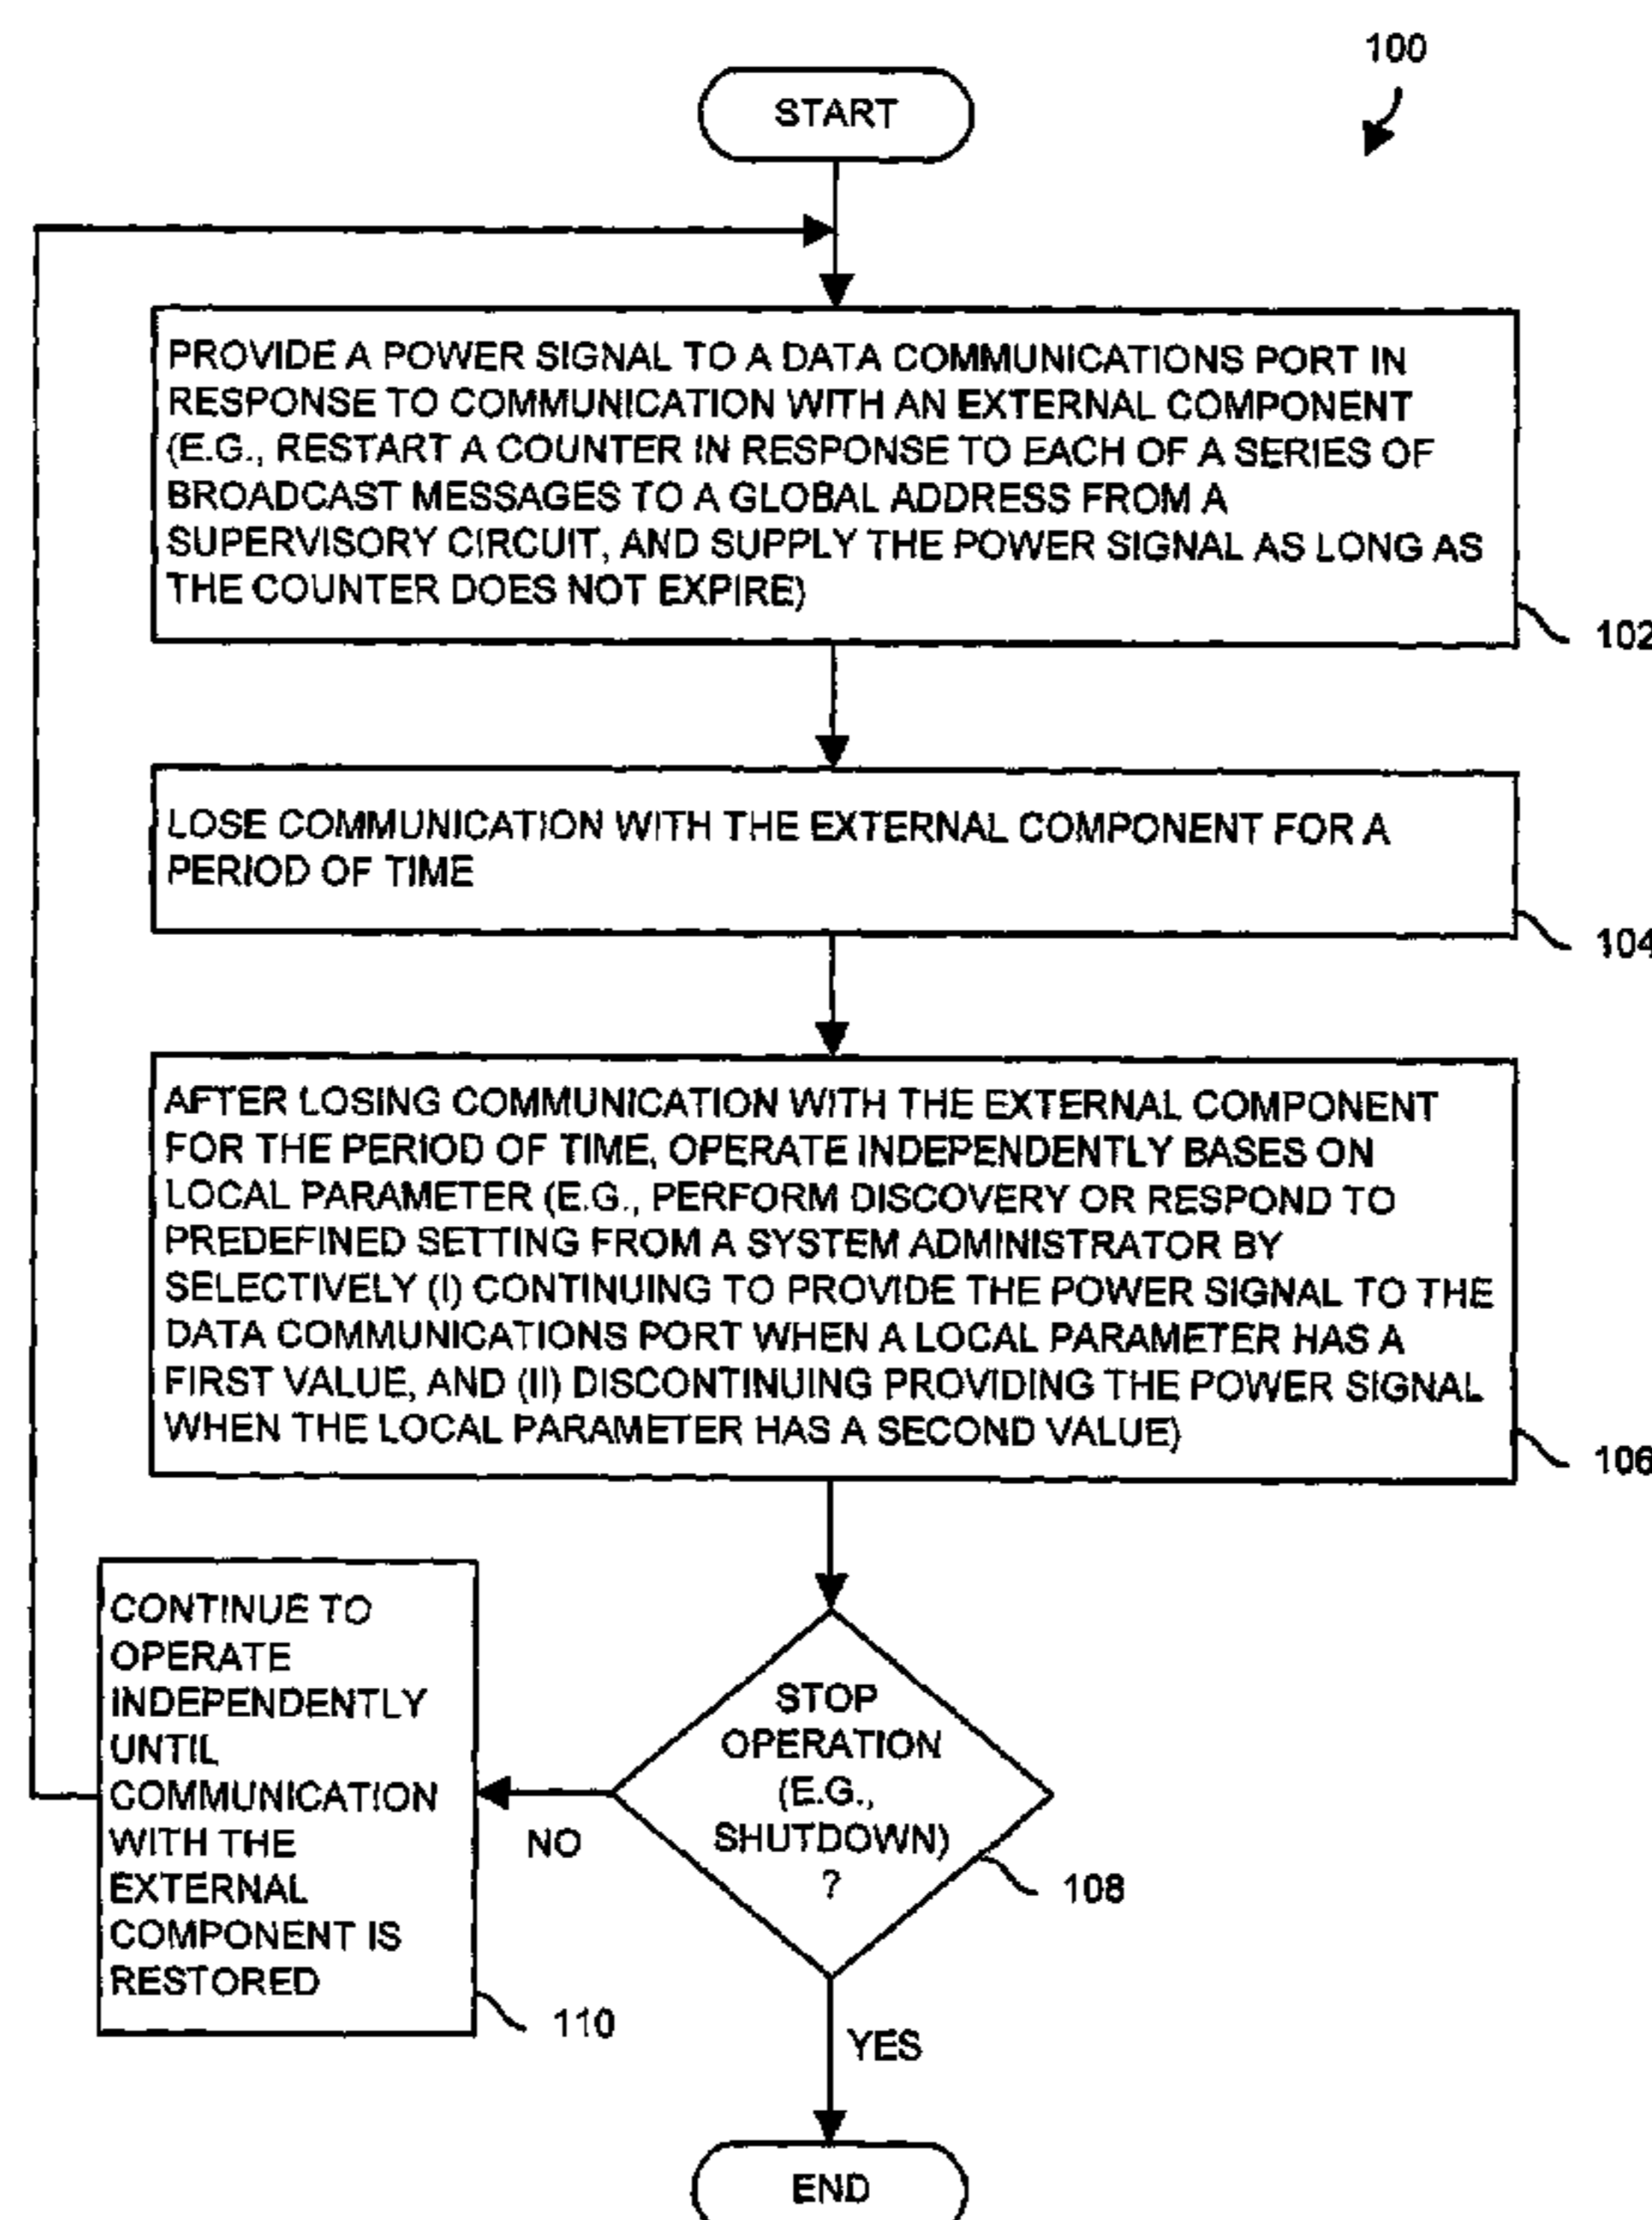 100
START
PROVIDE A POWER SIGNAL TO A DATA COMMUNICATIONS PORT IN
RESPONSE TO COMMUNICATION WITH AN EXTERNAL COMPONENT
(E.G., RESTART A COUNTER IN RESPONSE TO EACH OF A SERIES OF
BROADCAST MESSAGES TO A GLOBAL ADDRESS FROM A
SUPERVISORY CIRCUIT, AND SUPPLY THE POWER SIGNAL AS LONG AS
THE COUNTER DOES NOT EXPIRE)
102
LOSE COMMUNICATION WITH THE EXTERNAL COMPONENT FOR A
PERIOD OF TIME
104
AFTER LOSING COMMUNICATION WITH THE EXTERNAL COMPONENT
FOR THE PERIOD OF TIME, OPERATE INDEPENDENTLY BASES ON
LOCAL PARAMETER (E.G., PERFORM DISCOVERY OR RESPOND TO
PREDEFINED SETTING FROM A SYSTEM ADMINISTRATOR BY
SELECTIVELY (I) CONTINUING TO PROVIDE THE POWER SIGNAL TO THE
DATA COMMUNICATIONS PORT WHEN A LOCAL PARAMETER HAS A
FIRST VALUE, AND (II) DISCONTINUING PROVIDING THE POWER SIGNAL
WHEN THE LOCAL PARAMETER HAS A SECOND VALUE)
106
STOP
OPERATION
(E.G.,
SHUTDOWN)
?
108
NO
CONTINUE TO
OPERATE
INDEPENDENTLY
UNTIL
COMMUNICATION
WITH THE
EXTERNAL
COMPONENT IS
RESTORED
110
YES
END